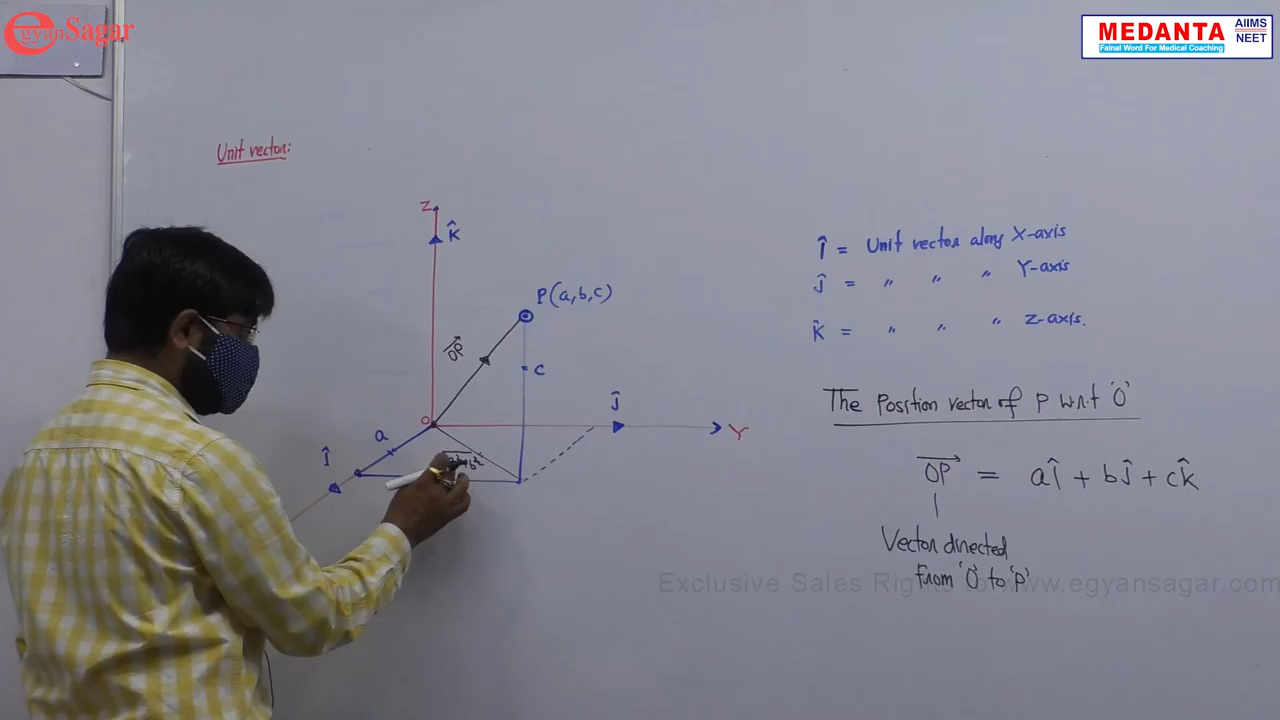 egyanSagar
MEDANTA
AIIMS
NEET
Fainal Word For Medical Coaching
Unit vector:
Z
K̂
P(a,b,c)
OP→
c
O
Ĵ
Y
a
Î
Î = Unit vector along X-axis
Ĵ = 〃 〃 〃 Y-axis
K̂ = 〃 〃 〃 Z-axis.
The Position vector of P w.r.t 'O'
OP→ = aî + bĵ + ck̂
Vector directed
from 'O' to 'P'
Exclusive Sales Rights to www.egyansagar.com